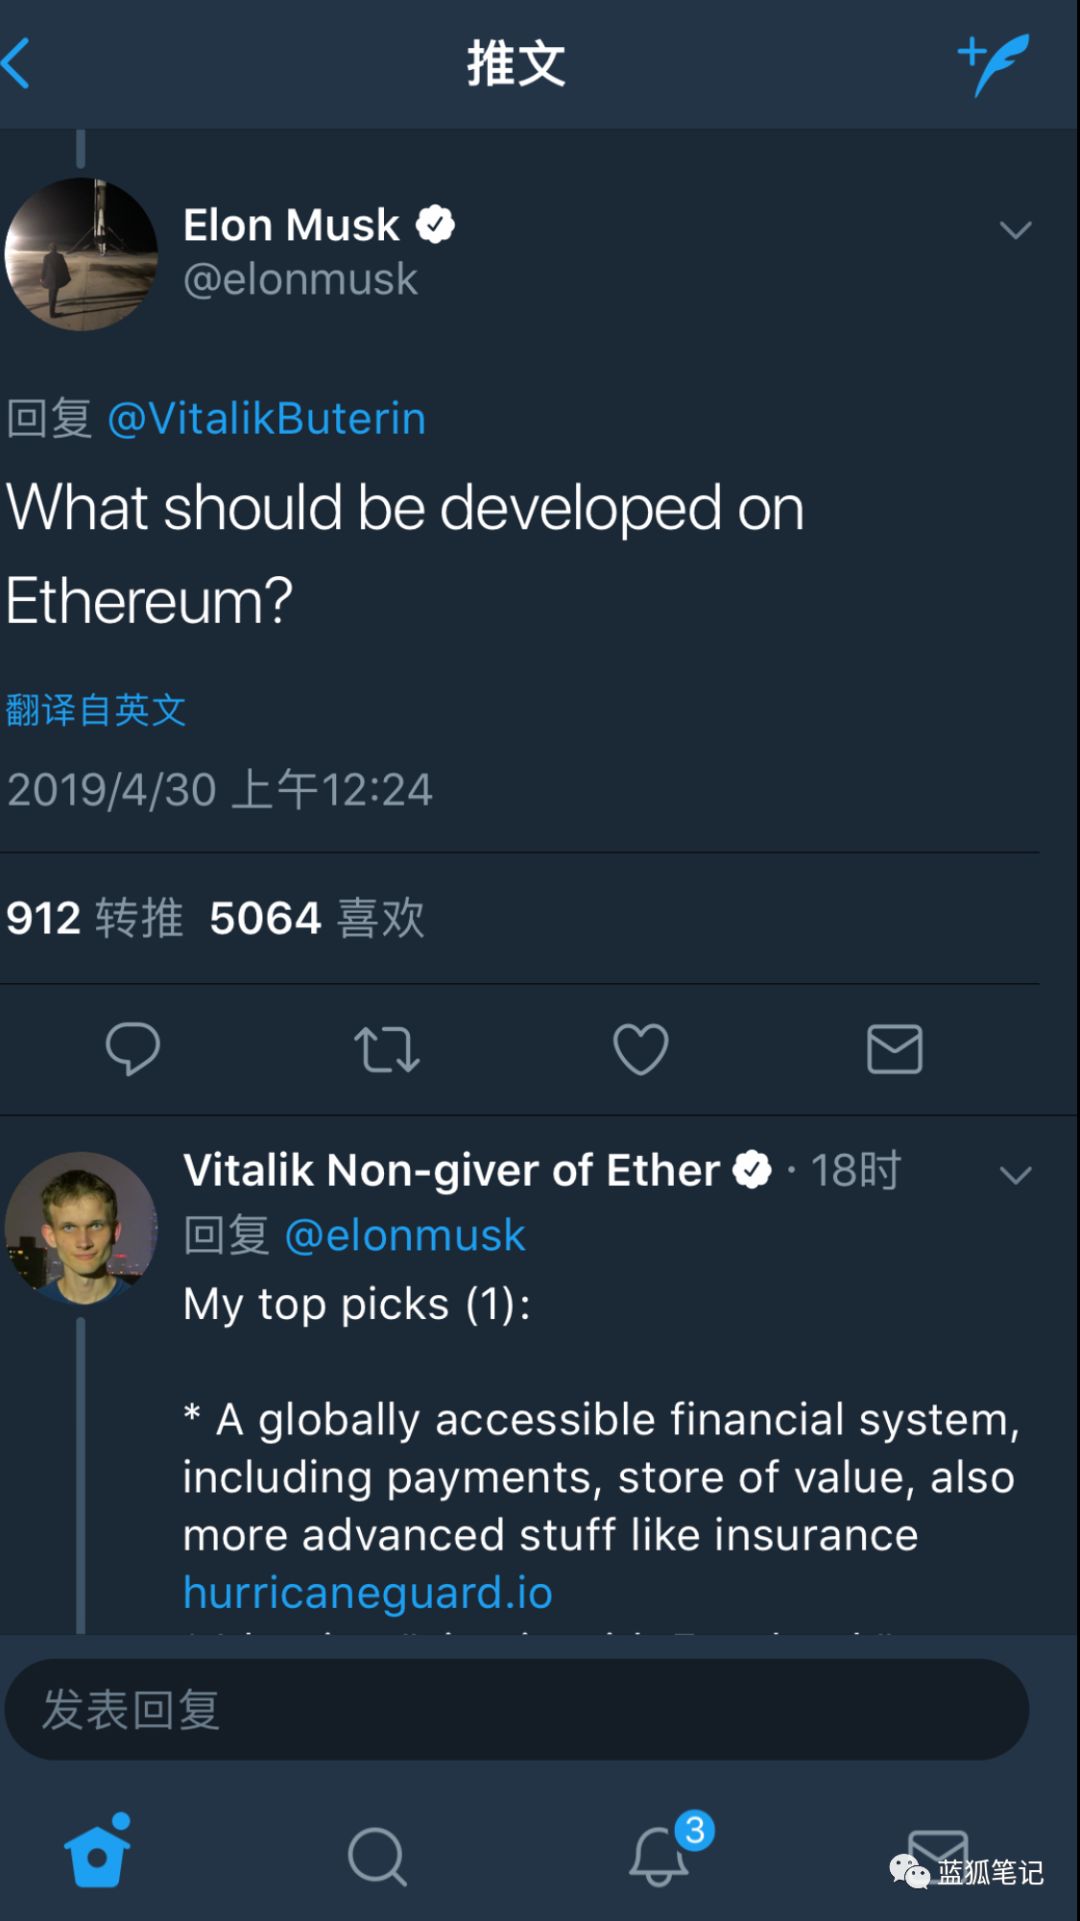 推文
Elon Musk
@elonmusk
回复 @VitalikButerin
What should be developed on
Ethereum?
翻译自英文
2019/4/30 上午12:24
912 转推 5064 喜欢
Vitalik Non-giver of Ether · 18时
回复 @elonmusk
My top picks (1):
* A globally accessible financial system,
including payments, store of value, also
more advanced stuff like insurance
hurricaneguard.io
发表回复
3
蓝狐笔记